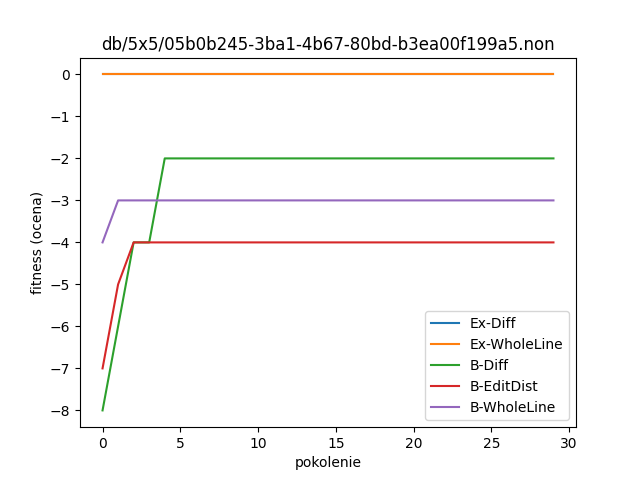 db/5x5/05b0b245-3ba1-4b67-80bd-b3ea00f199a5.non
0
−1
−2
−3
−4
−5
−6
−7
−8
fitness (ocena)
Ex-Diff
Ex-WholeLine
B-Diff
B-EditDist
B-WholeLine
0 5 10 15 20 25 30
pokolenie